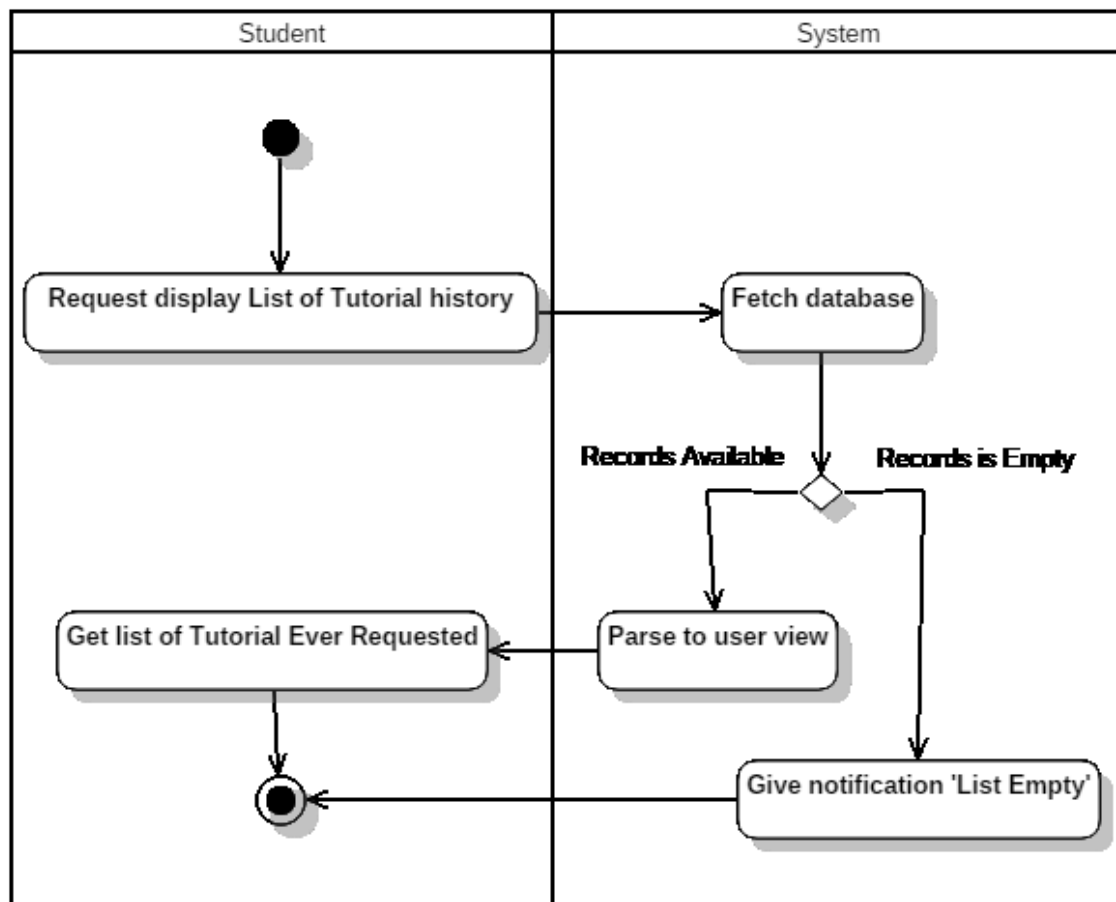 Student
System
Request display List of Tutorial history
Fetch database
Records Available
Records is Empty
Get list of Tutorial Ever Requested
Parse to user view
Give notification 'List Empty'